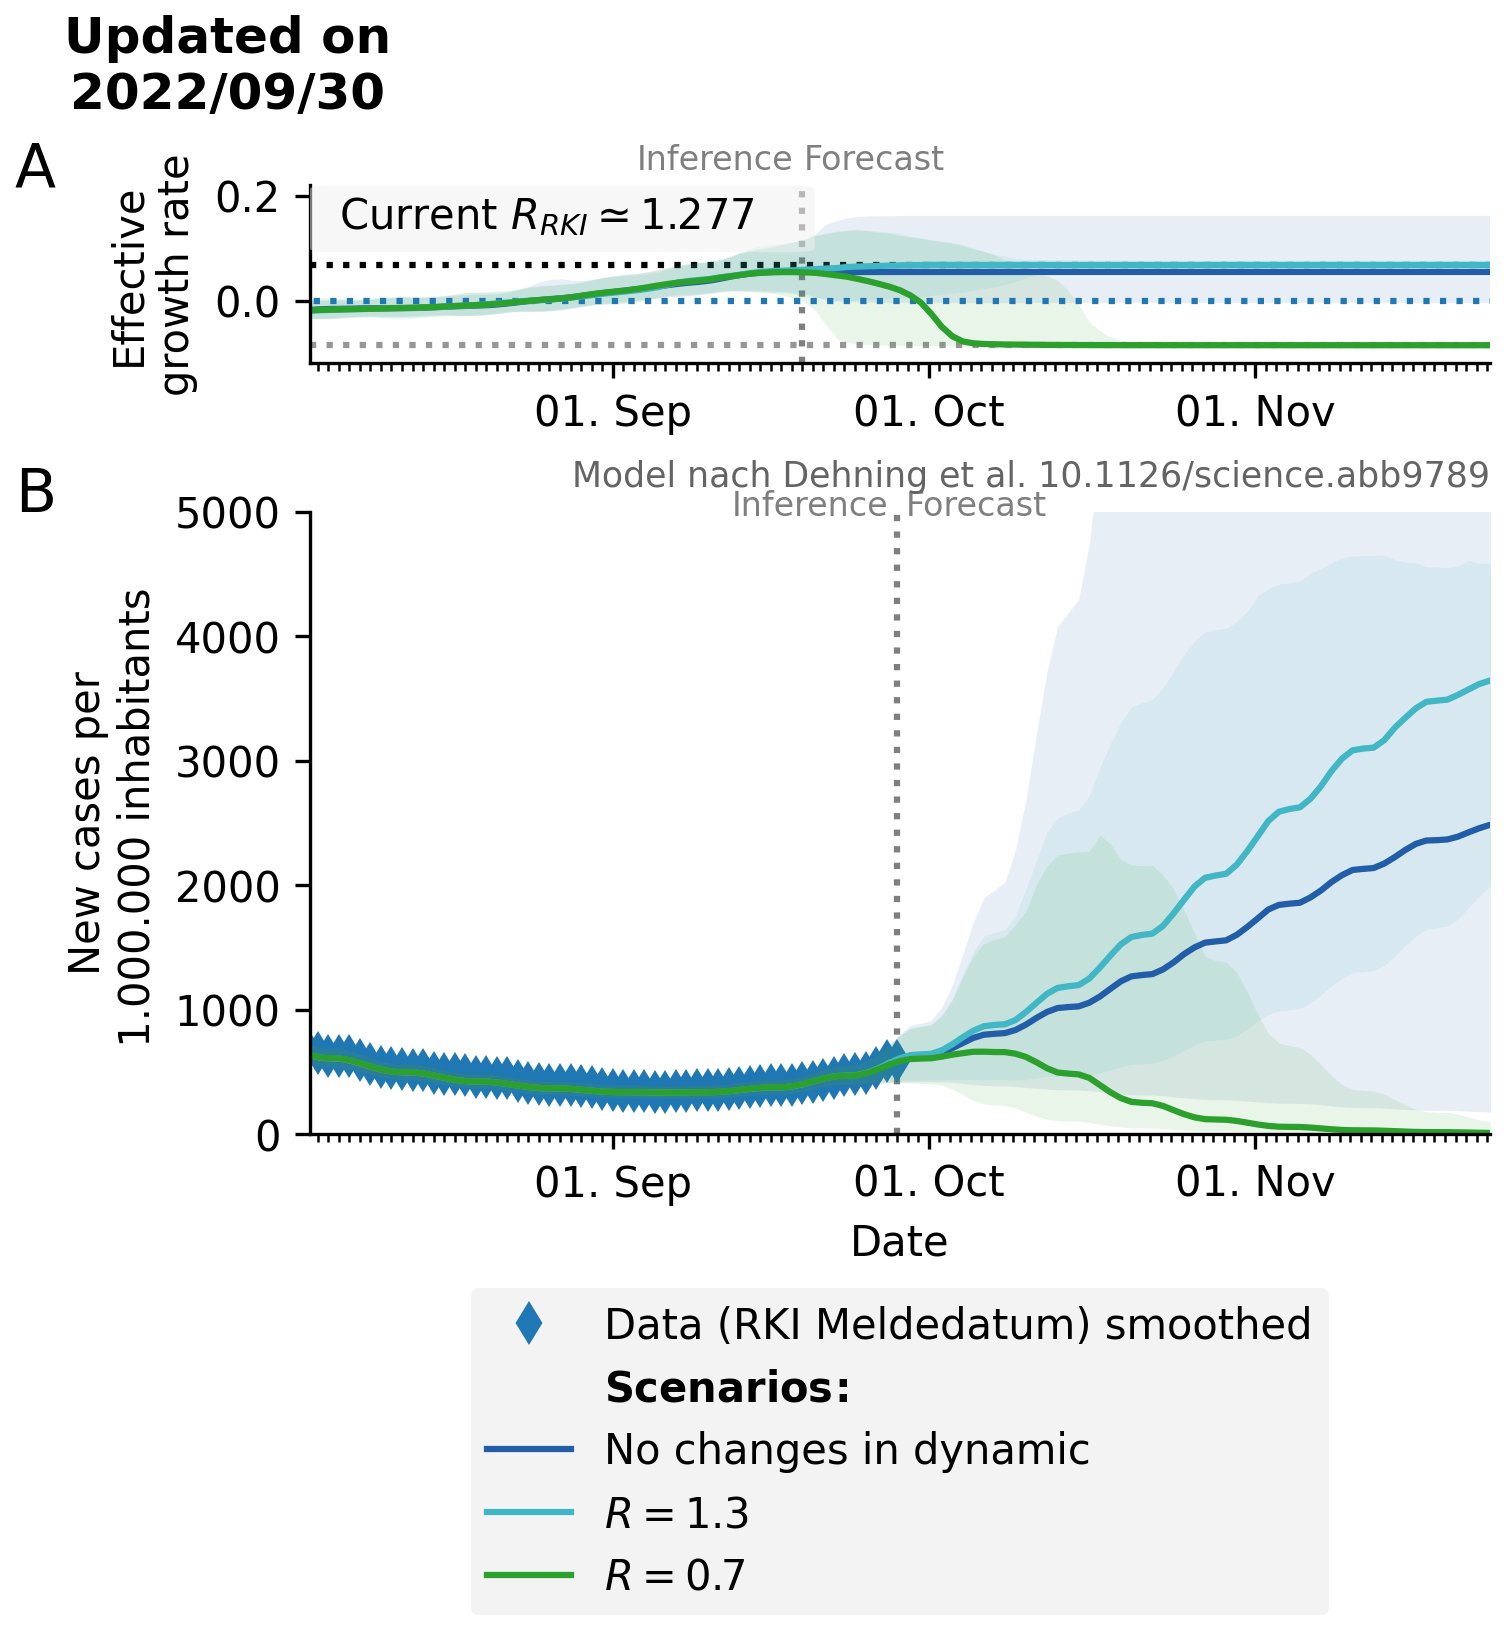 Updated on
2022/09/30
A
Inference Forecast
Effective
growth rate
0.2
0.0
Current R_RKI ≃ 1.277
01. Sep
01. Oct
01. Nov
B
Model nach Dehning et al. 10.1126/science.abb9789
Inference Forecast
New cases per
1.000.000 inhabitants
5000
4000
3000
2000
1000
0
01. Sep
01. Oct
01. Nov
Date
Data (RKI Meldedatum) smoothed
Scenarios:
No changes in dynamic
R = 1.3
R = 0.7